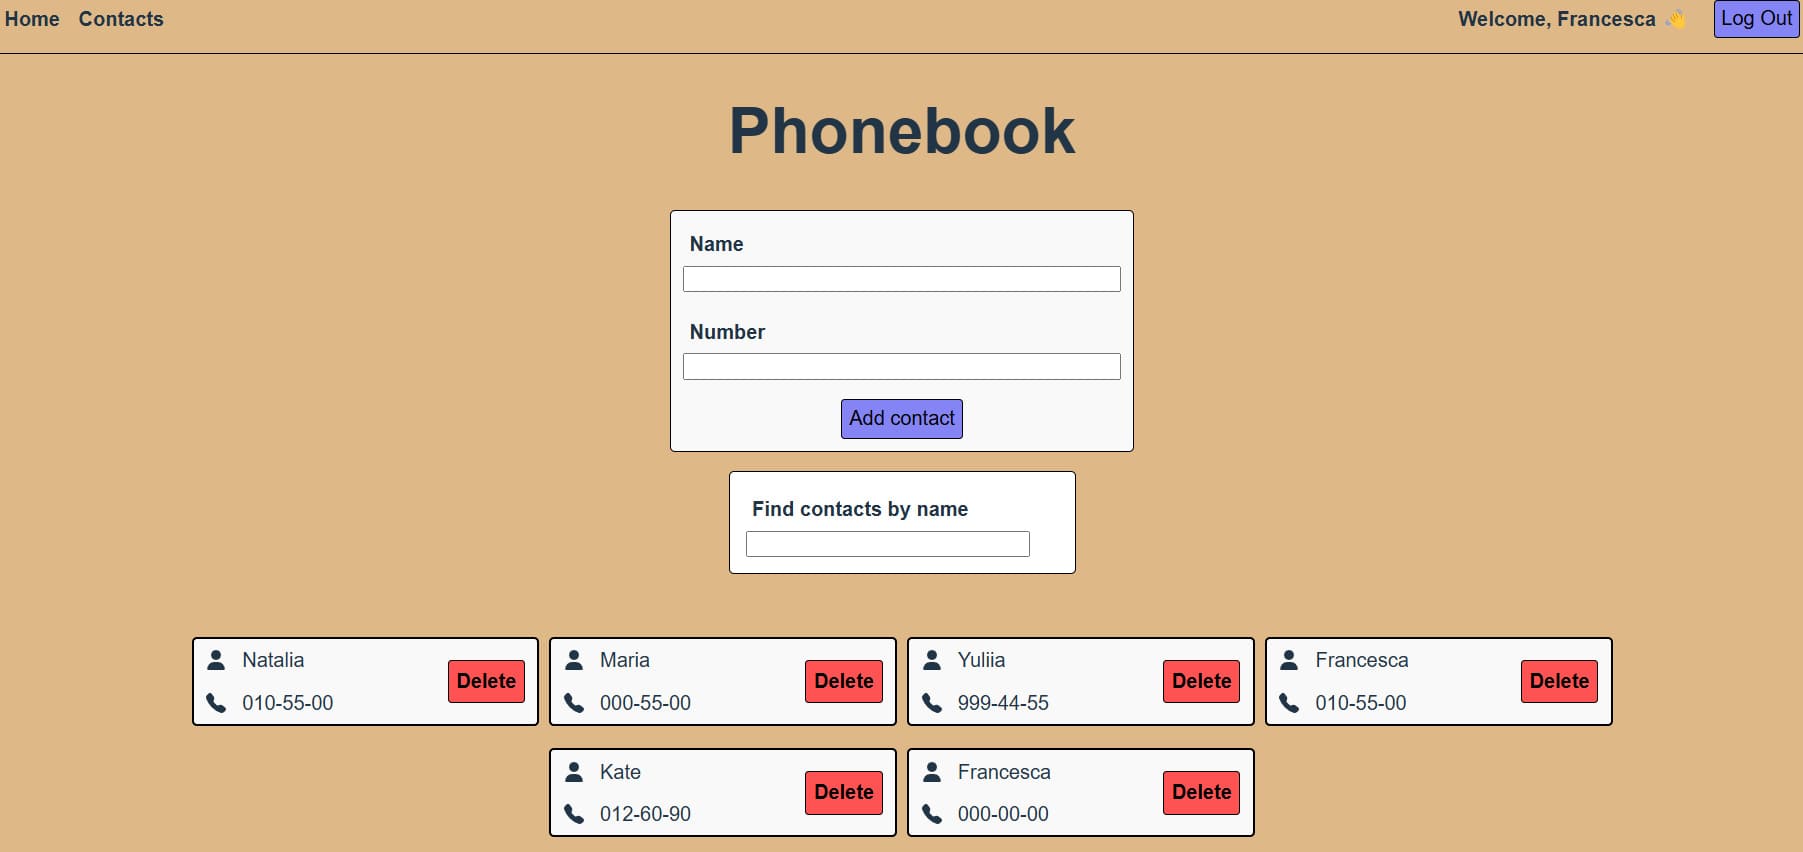 Home Contacts Welcome, Francesca 👋 Log Out
Phonebook
Name
Number
Add contact
Find contacts by name
Natalia
010-55-00
Delete
Maria
000-55-00
Delete
Yuliia
999-44-55
Delete
Francesca
010-55-00
Delete
Kate
012-60-90
Delete
Francesca
000-00-00
Delete